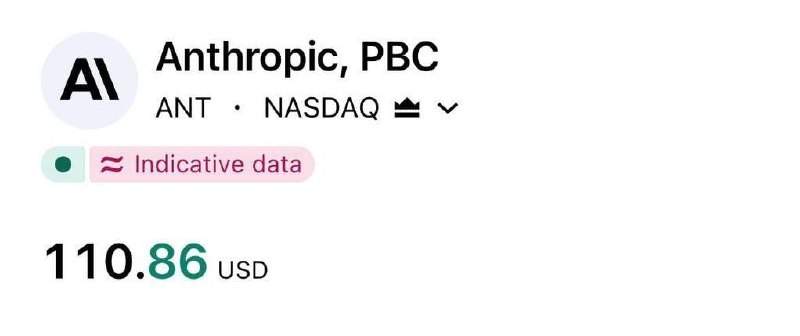 Anthropic, PBC
ANT · NASDAQ
Indicative data
110.86 USD